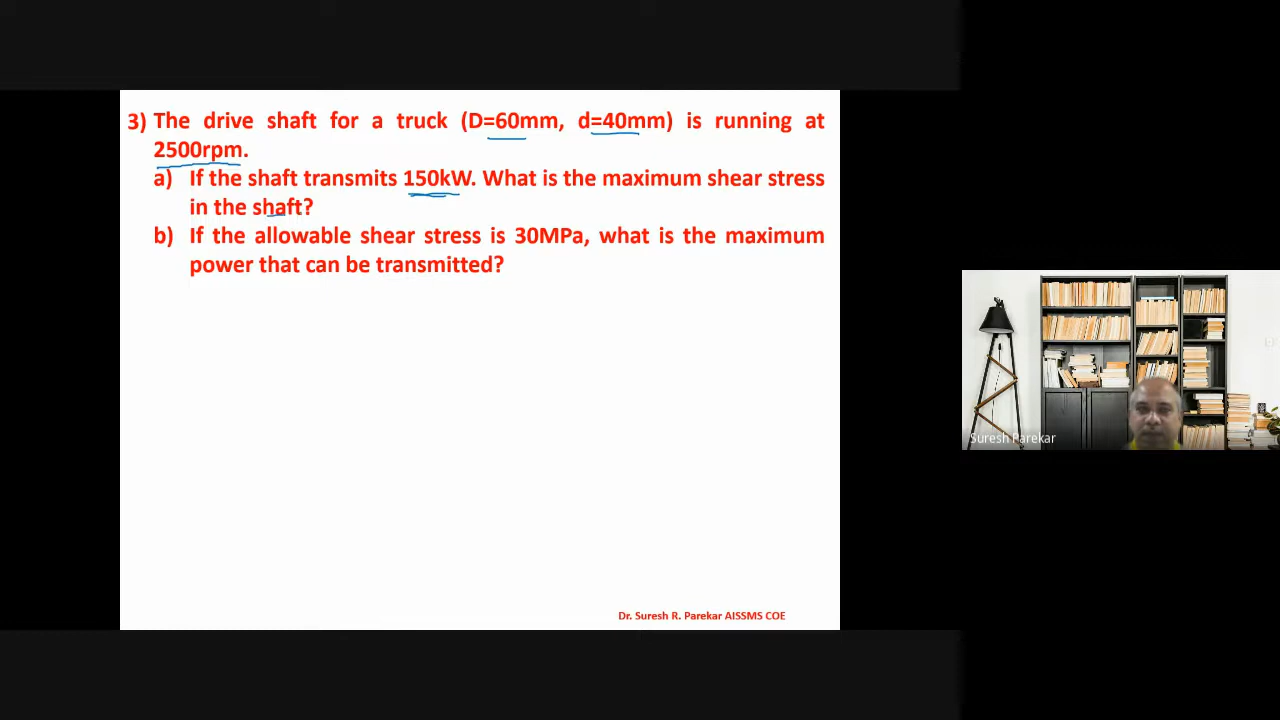 3) The drive shaft for a truck (D=60mm, d=40mm) is running at
2500rpm.
a) If the shaft transmits 150kW. What is the maximum shear stress
in the shaft?
b) If the allowable shear stress is 30MPa, what is the maximum
power that can be transmitted?
Suresh Parekar
Dr. Suresh R. Parekar AISSMS COE